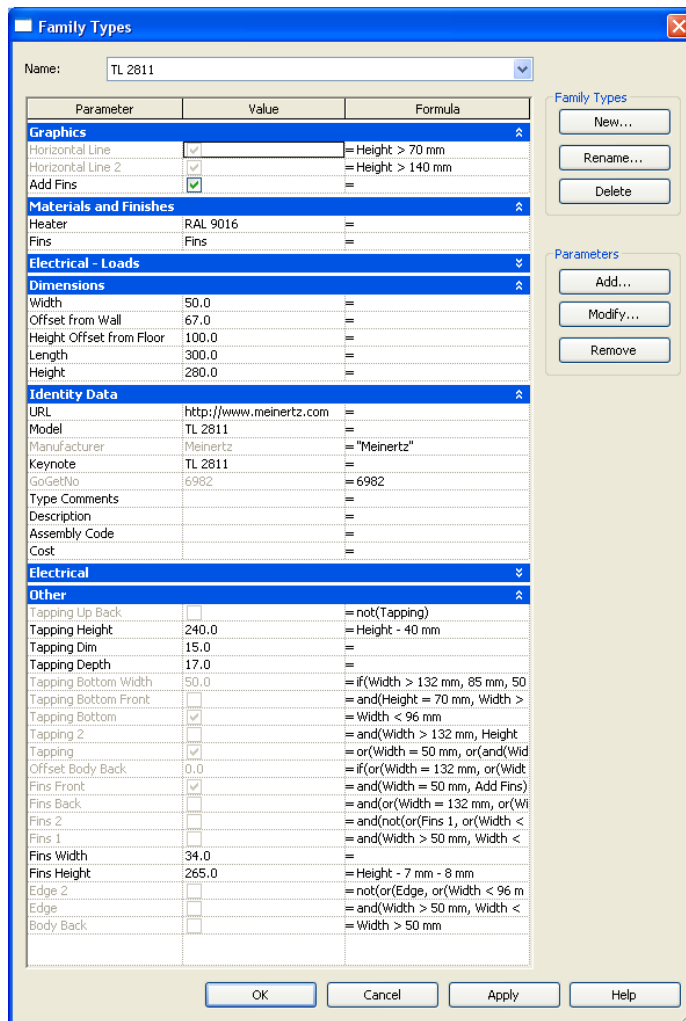 Family Types
Name: TL 2811
Parameter Value Formula
Graphics
Horizontal Line = Height > 70 mm
Horizontal Line 2 = Height > 140 mm
Add Fins =
Materials and Finishes
Heater RAL 9016 =
Fins Fins =
Electrical - Loads
Dimensions
Width 50.0 =
Offset from Wall 67.0 =
Height Offset from Floor 100.0 =
Length 300.0 =
Height 280.0 =
Identity Data
URL http://www.meinertz.com =
Model TL 2811 =
Manufacturer Meinertz = "Meinertz"
Keynote TL 2811 =
GoGetNo 6982 = 6982
Type Comments =
Description =
Assembly Code =
Cost =
Electrical
Other
Tapping Up Back = not(Tapping)
Tapping Height 240.0 = Height - 40 mm
Tapping Dim 15.0 =
Tapping Depth 17.0 =
Tapping Bottom Width 50.0 = if(Width > 132 mm, 85 mm, 50
Tapping Bottom Front = and(Height = 70 mm, Width >
Tapping Bottom = Width < 96 mm
Tapping 2 = and(Width > 132 mm, Height
Tapping = or(Width = 50 mm, or(and(Wid
Offset Body Back 0.0 = if(or(Width = 132 mm, or(Widt
Fins Front = and(Width = 50 mm, Add Fins)
Fins Back = and(or(Width = 132 mm, or(Wi
Fins 2 = and(not(or(Fins 1, or(Width <
Fins 1 = and(Width > 50 mm, Width <
Fins Width 34.0 =
Fins Height 265.0 = Height - 7 mm - 8 mm
Edge 2 = not(or(Edge, or(Width < 96 m
Edge = and(Width > 50 mm, Width <
Body Back = Width > 50 mm
Family Types
New...
Rename...
Delete
Parameters
Add...
Modify...
Remove
OK Cancel Apply Help